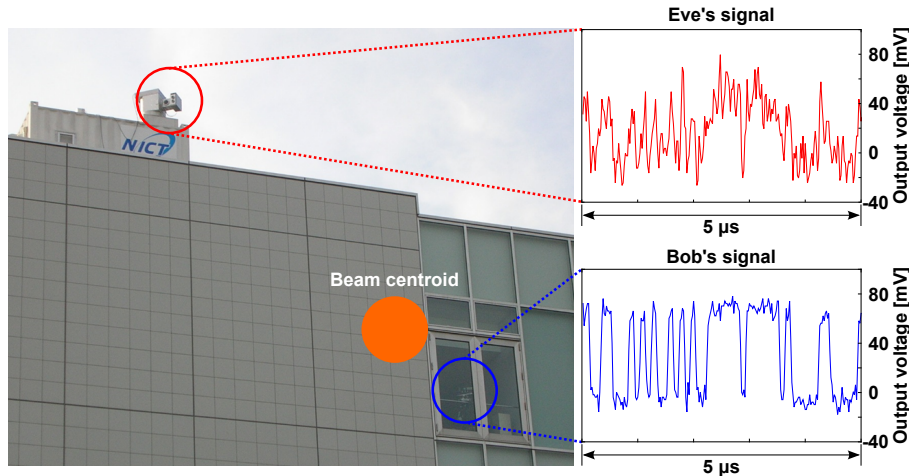 Eve's signal
80
40
0
-40
Output voltage [mV]
5 μs
NICT
Beam centroid
Bob's signal
80
40
0
-40
Output voltage [mV]
5 μs